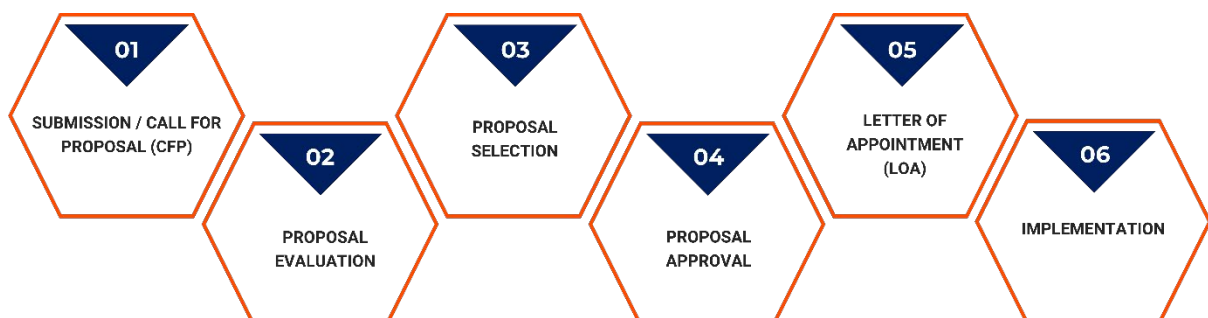 01
SUBMISSION / CALL FOR
PROPOSAL (CFP)
02
PROPOSAL
EVALUATION
03
PROPOSAL
SELECTION
04
PROPOSAL
APPROVAL
05
LETTER OF
APPOINTMENT
(LOA)
06
IMPLEMENTATION